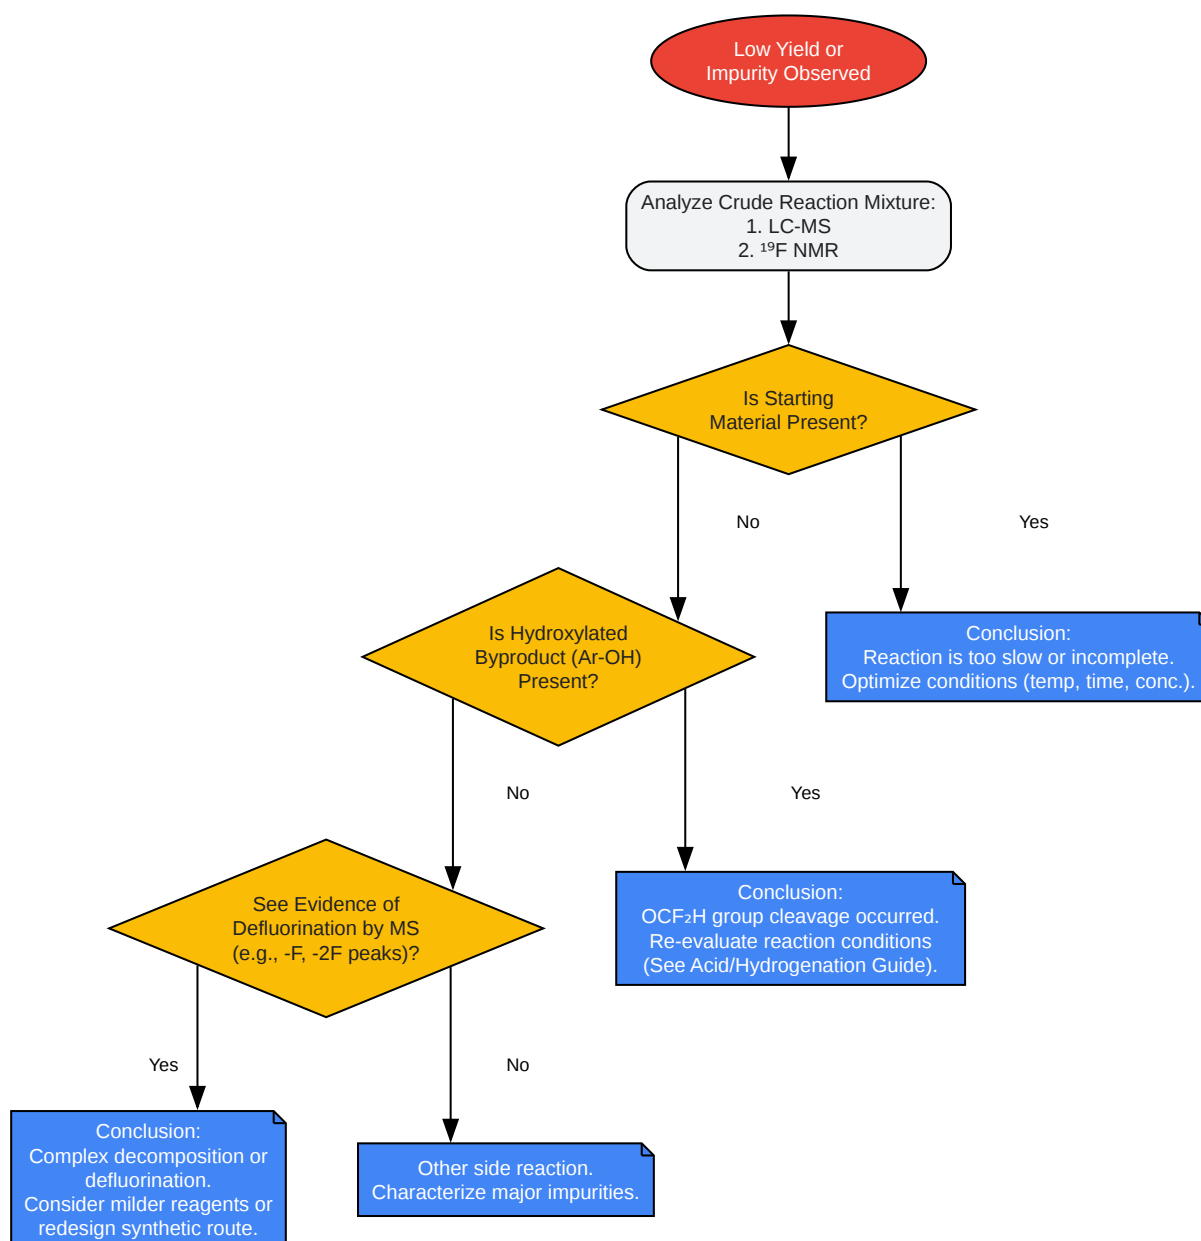 Low Yield or
Impurity Observed
Analyze Crude Reaction Mixture:
1. LC-MS
2. ¹⁹F NMR
Is Starting
Material Present?
No
Yes
Is Hydroxylated
Byproduct (Ar-OH)
Present?
Conclusion:
Reaction is too slow or incomplete.
Optimize conditions (temp, time, conc.).
No
Yes
See Evidence of
Defluorination by MS
(e.g., -F, -2F peaks)?
Conclusion:
OCF₂H group cleavage occurred.
Re-evaluate reaction conditions
(See Acid/Hydrogenation Guide).
Yes
No
Conclusion:
Complex decomposition or
defluorination.
Consider milder reagents or
redesign synthetic route.
Other side reaction.
Characterize major impurities.